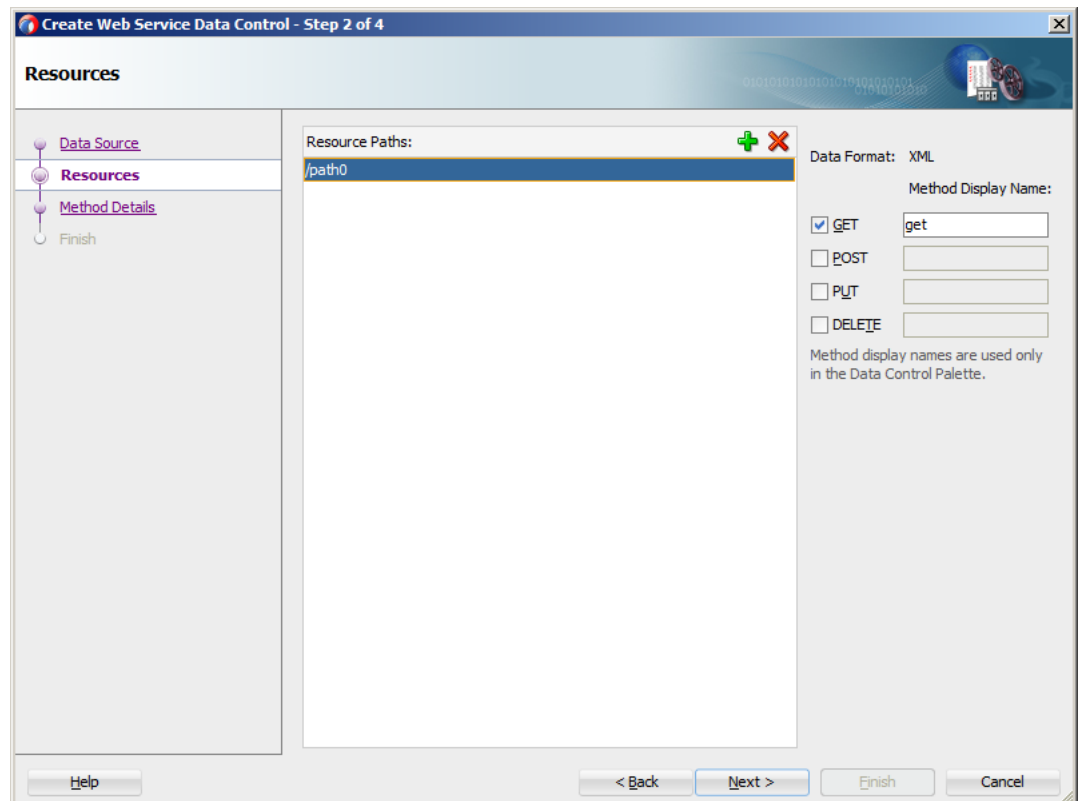 Create Web Service Data Control - Step 2 of 4
Resources
Data Source
Resources
Method Details
Finish
Resource Paths:
/path0
Data Format: XML
Method Display Name:
GET get
POST
PUT
DELETE
Method display names are used only
in the Data Control Palette.
Help
< Back
Next >
Finish
Cancel